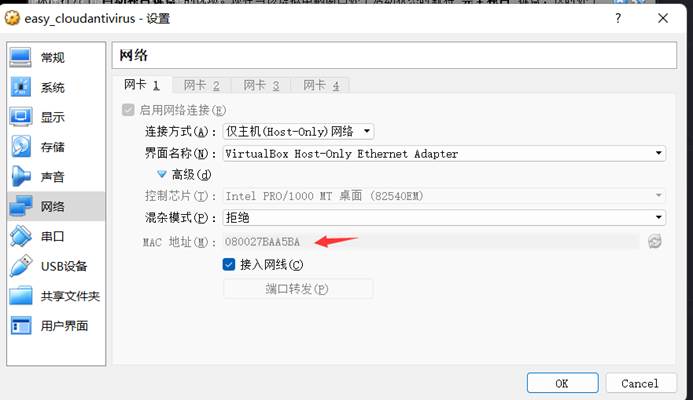 easy_cloudantivirus - 设置
?
常规
系统
显示
存储
声音
网络
串口
USB设备
共享文件夹
用户界面
网络
网卡 1 网卡 2 网卡 3 网卡 4
启用网络连接(E)
连接方式(A): 仅主机(Host-Only)网络
界面名称(N): VirtualBox Host-Only Ethernet Adapter
高级(d)
控制芯片(T): Intel PRO/1000 MT 桌面 (82540EM)
混杂模式(P): 拒绝
MAC 地址(M): 080027BAA5BA
接入网线(C)
端口转发(P)
OK Cancel